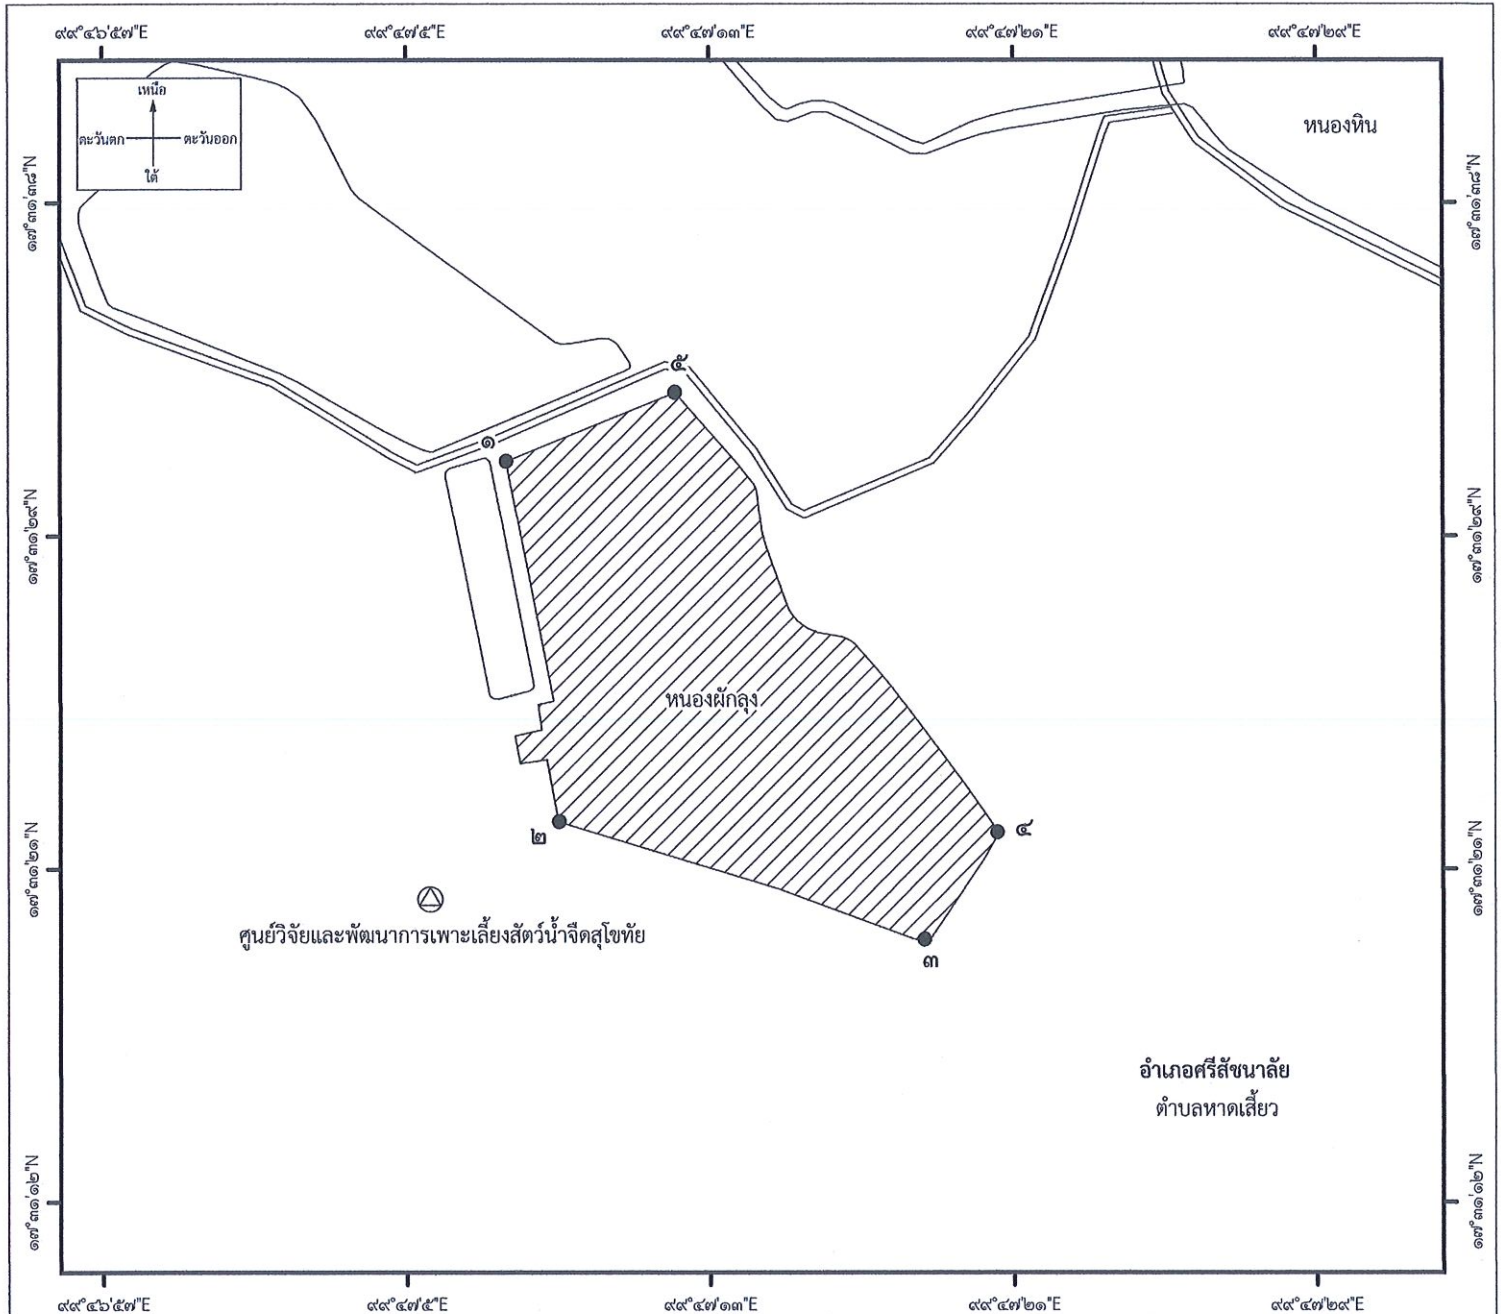 ๙๙°๔๖'๕๗"E ๙๙°๔๗'๕"E ๙๙°๔๗'๑๓"E ๙๙°๔๗'๒๑"E ๙๙°๔๗'๒๙"E
เหนือ
ตะวันตก ตะวันออก
ใต้
หนองหิน
๑๗°๓๑'๓๘"N ๑๗°๓๑'๓๘"N
๕
๑
๑๗°๓๑'๒๙"N ๑๗°๓๑'๒๙"N
หนองผักลุง
๒
๔
๑๗°๓๑'๒๑"N ๑๗°๓๑'๒๑"N
ศูนย์วิจัยและพัฒนาการเพาะเลี้ยงสัตว์น้ำจืดสุโขทัย
๓
อำเภอศรีสัชนาลัย
ตำบลหาดเสี้ยว
๑๗°๓๑'๑๒"N ๑๗°๓๑'๑๒"N
๙๙°๔๖'๕๗"E ๙๙°๔๗'๕"E ๙๙°๔๗'๑๓"E ๙๙°๔๗'๒๑"E ๙๙°๔๗'๒๙"E